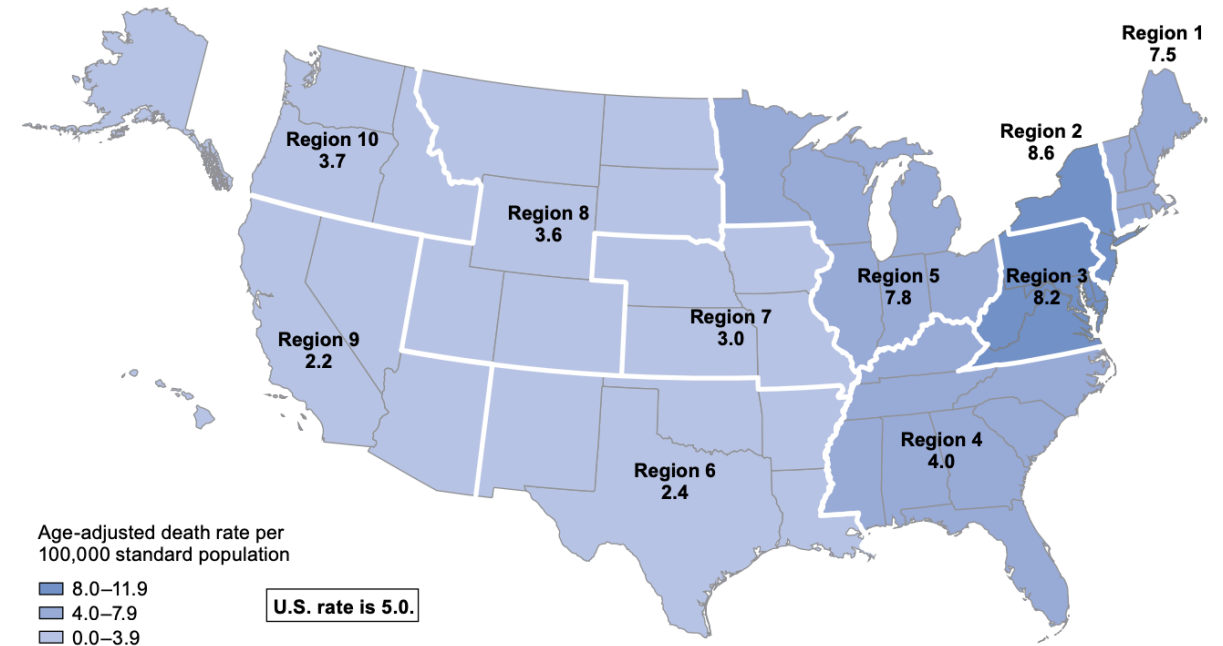 Region 1
7.5
Region 2
8.6
Region 10
3.7
Region 8
3.6
Region 5
7.8
Region 3
8.2
Region 7
3.0
Region 9
2.2
Region 4
4.0
Region 6
2.4
Age-adjusted death rate per
100,000 standard population
8.0–11.9
4.0–7.9
0.0–3.9
U.S. rate is 5.0.